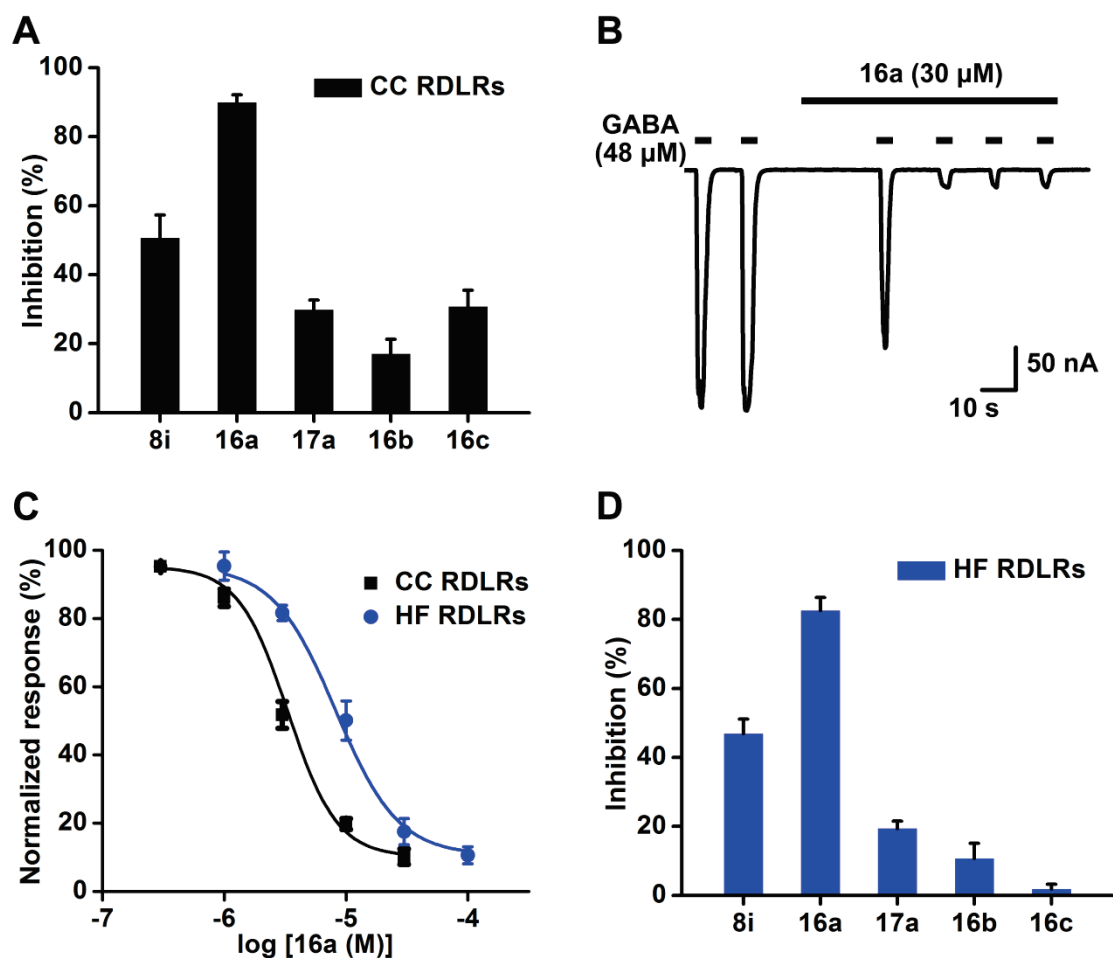 A
100
80
60
40
20
0
Inhibition (%)
CC RDLRs
8i 16a 17a 16b 16c
B
16a (30 µM)
GABA
(48 µM)
50 nA
10 s
C
100
80
60
40
20
0
Normalized response (%)
CC RDLRs
HF RDLRs
-7 -6 -5 -4
log [16a (M)]
D
100
80
60
40
20
0
Inhibition (%)
HF RDLRs
8i 16a 17a 16b 16c